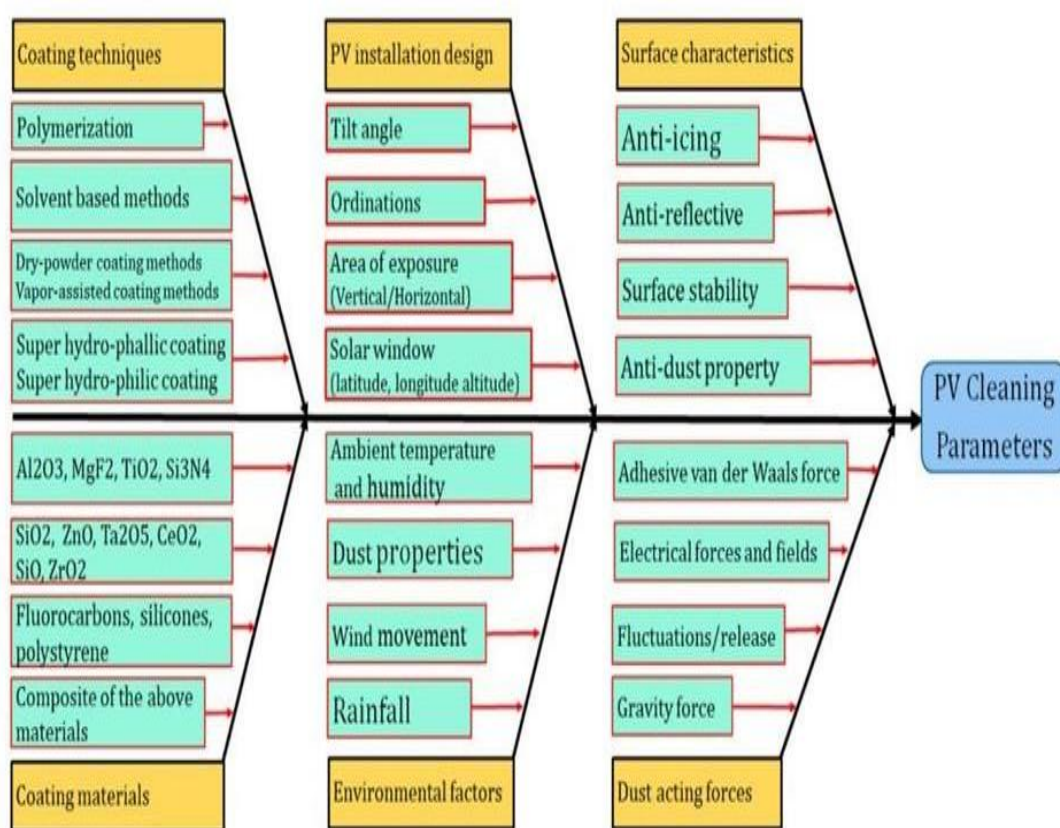 Coating techniques
Polymerization
Solvent based methods
Dry-powder coating methods
Vapor-assisted coating methods
Super hydro-phallic coating
Super hydro-philic coating
PV installation design
Tilt angle
Ordinations
Area of exposure
(Vertical/Horizontal)
Solar window
(latitude, longitude altitude)
Surface characteristics
Anti-icing
Anti-reflective
Surface stability
Anti-dust property
PV Cleaning
Parameters
Al2O3, MgF2, TiO2, Si3N4
SiO2, ZnO, Ta2O5, CeO2,
SiO, ZrO2
Fluorocarbons, silicones,
polystyrene
Composite of the above
materials
Coating materials
Ambient temperature
and humidity
Dust properties
Wind movement
Rainfall
Environmental factors
Adhesive van der Waals force
Electrical forces and fields
Fluctuations/release
Gravity force
Dust acting forces